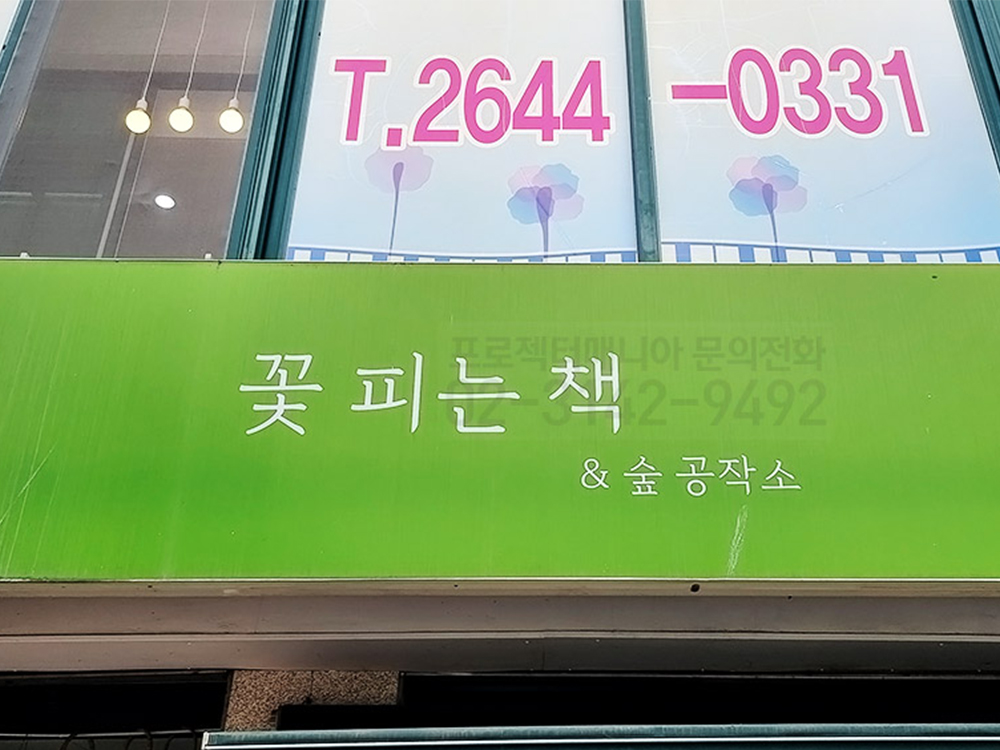 T.2644-0331
프로젝터매니아 문의전화
02-3142-9492
꽃 피는 책
& 숲 공작소